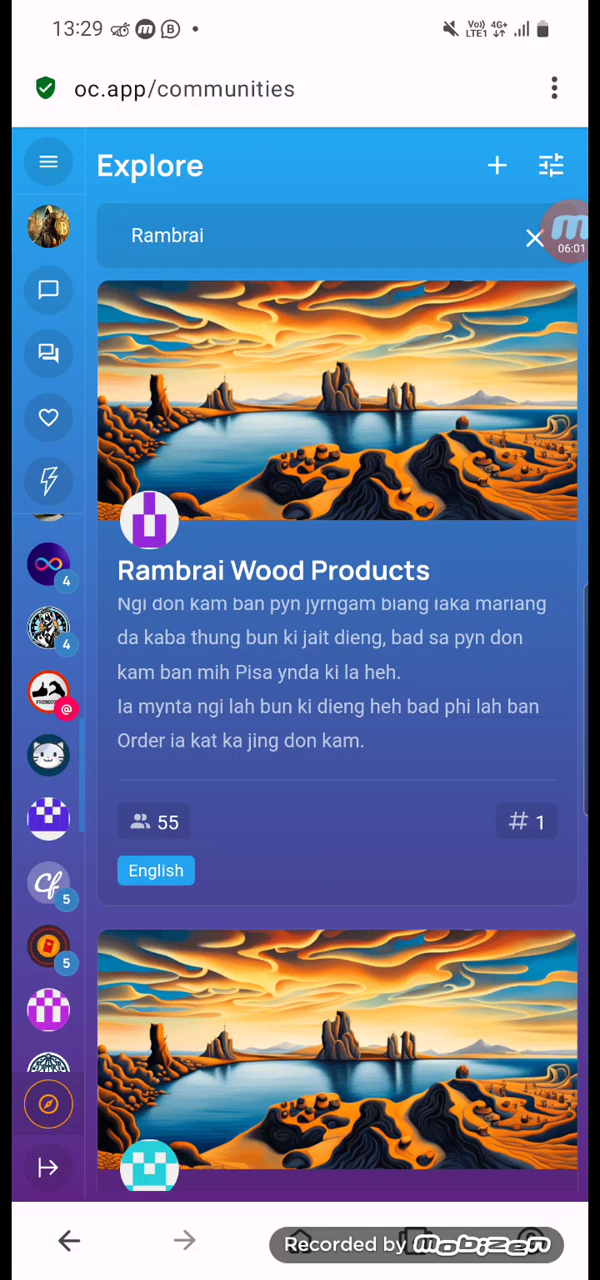 13:29
Vo)) 4G+
LTE1
oc.app/communities
Explore
Rambrai
06:01
Rambrai Wood Products
Ngi don kam ban pyn jyrngam biang iaka mariang
da kaba thung bun ki jait dieng, bad sa pyn don
kam ban mih Pisa ynda ki la heh.
Ia mynta ngi lah bun ki dieng heh bad phi lah ban
Order ia kat ka jing don kam.
4
4
@
55
# 1
English
5
5
Recorded by mobizen